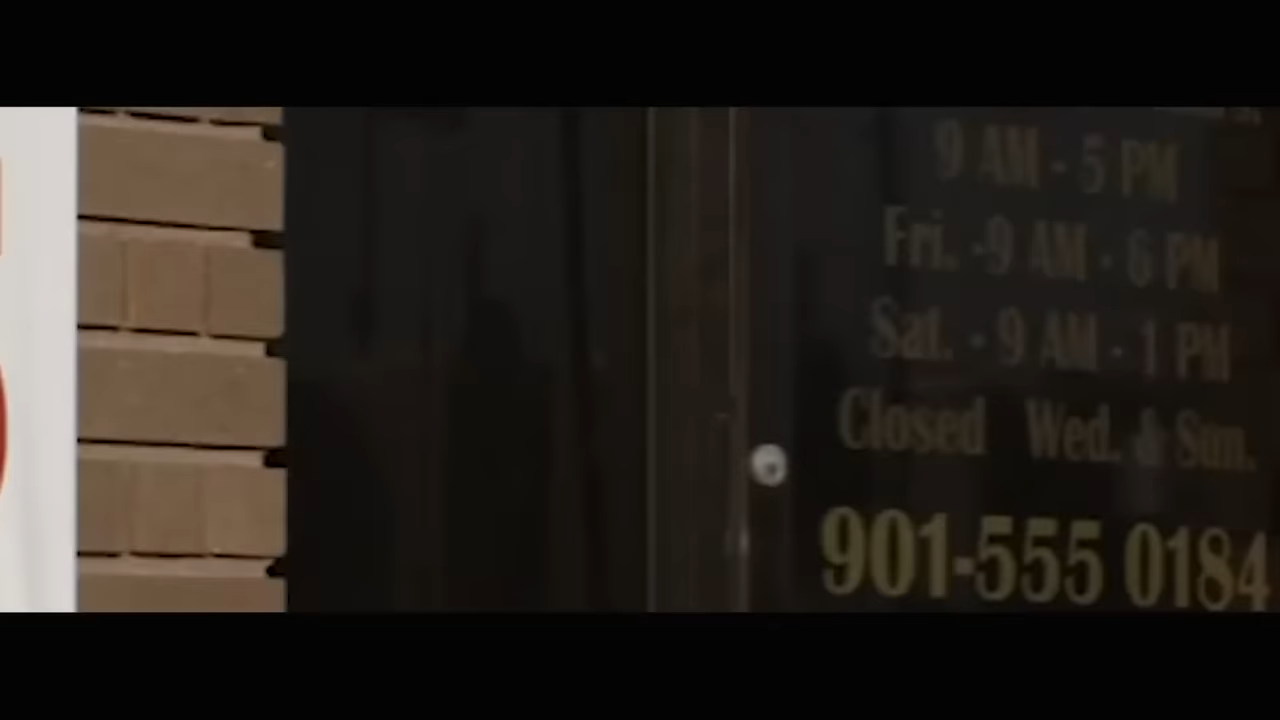 9 AM - 5 PM
Fri. -9 AM - 6 PM
Sat. - 9 AM - 1 PM
Closed Wed. & Sun.
901-555 0184